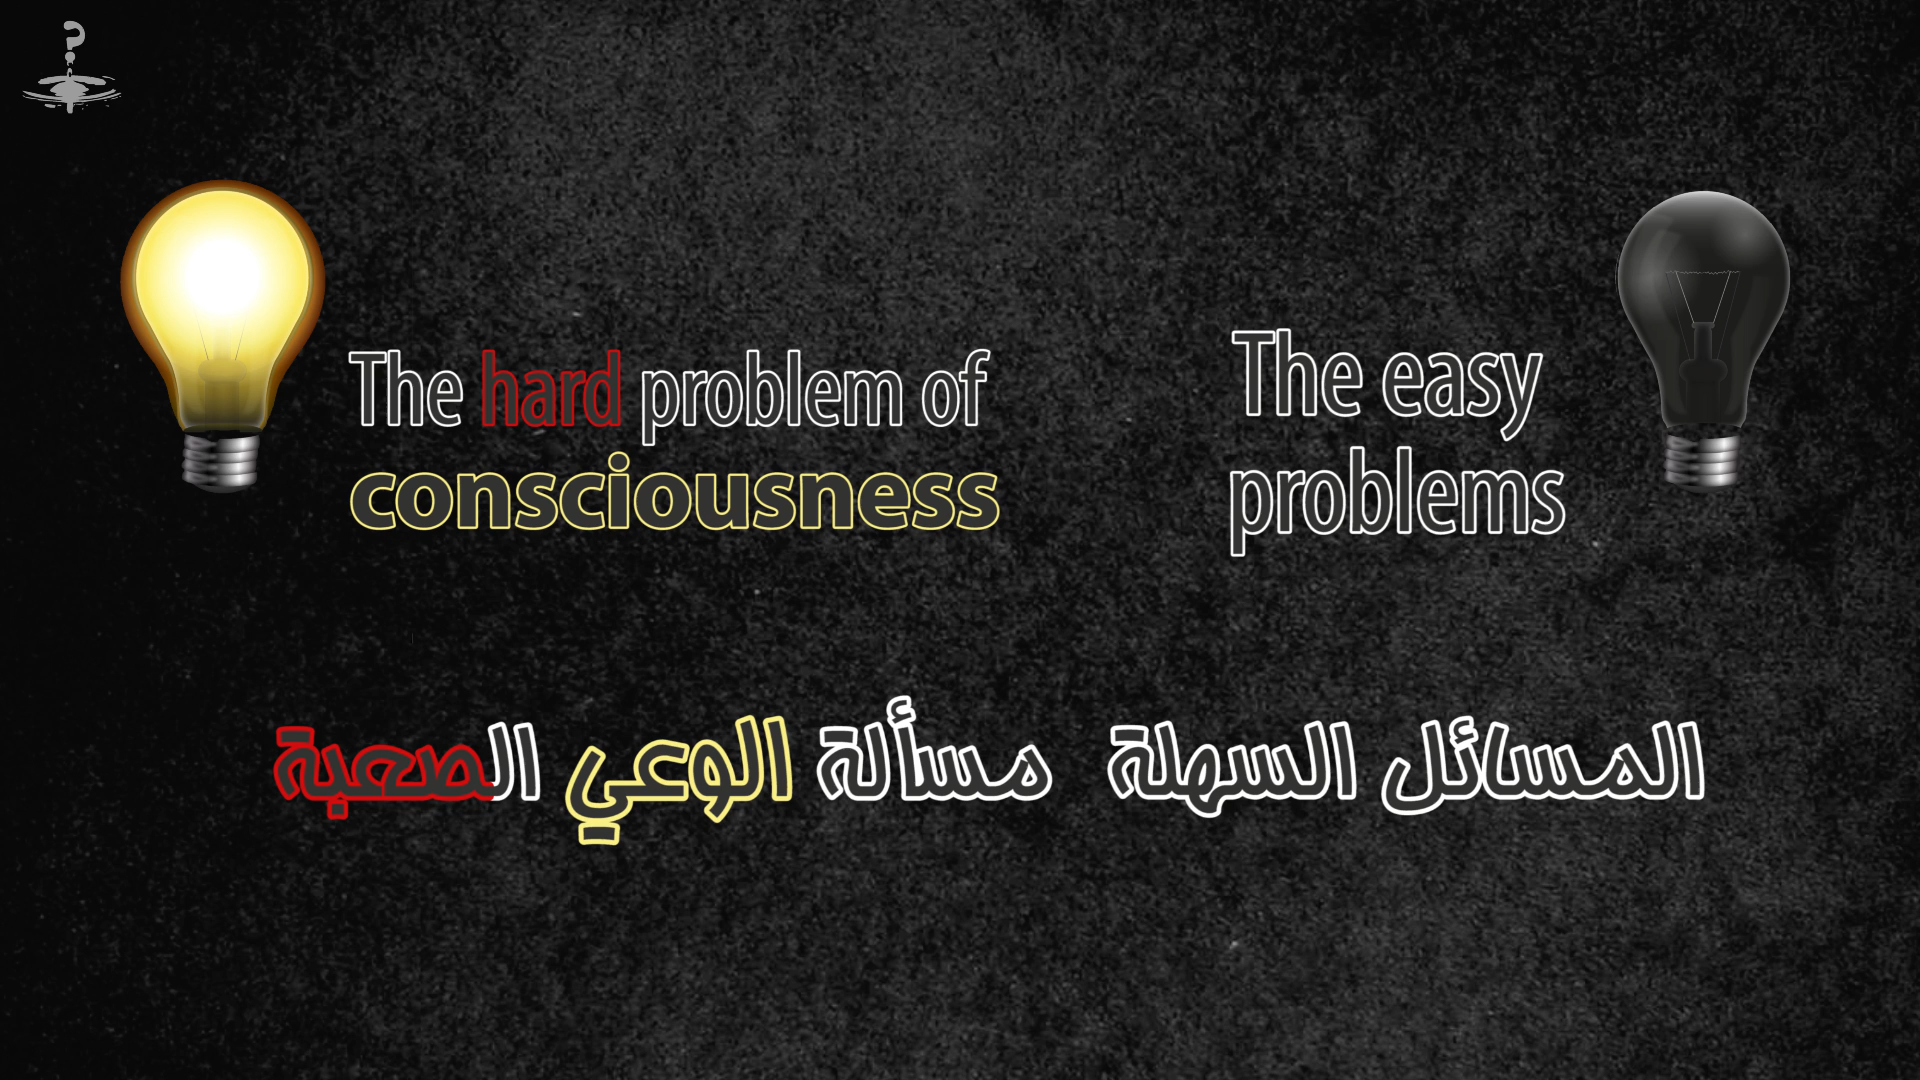 The hard problem of
consciousness
The easy
problems
المسائل السهلة
مسألة الوعي الصعبة